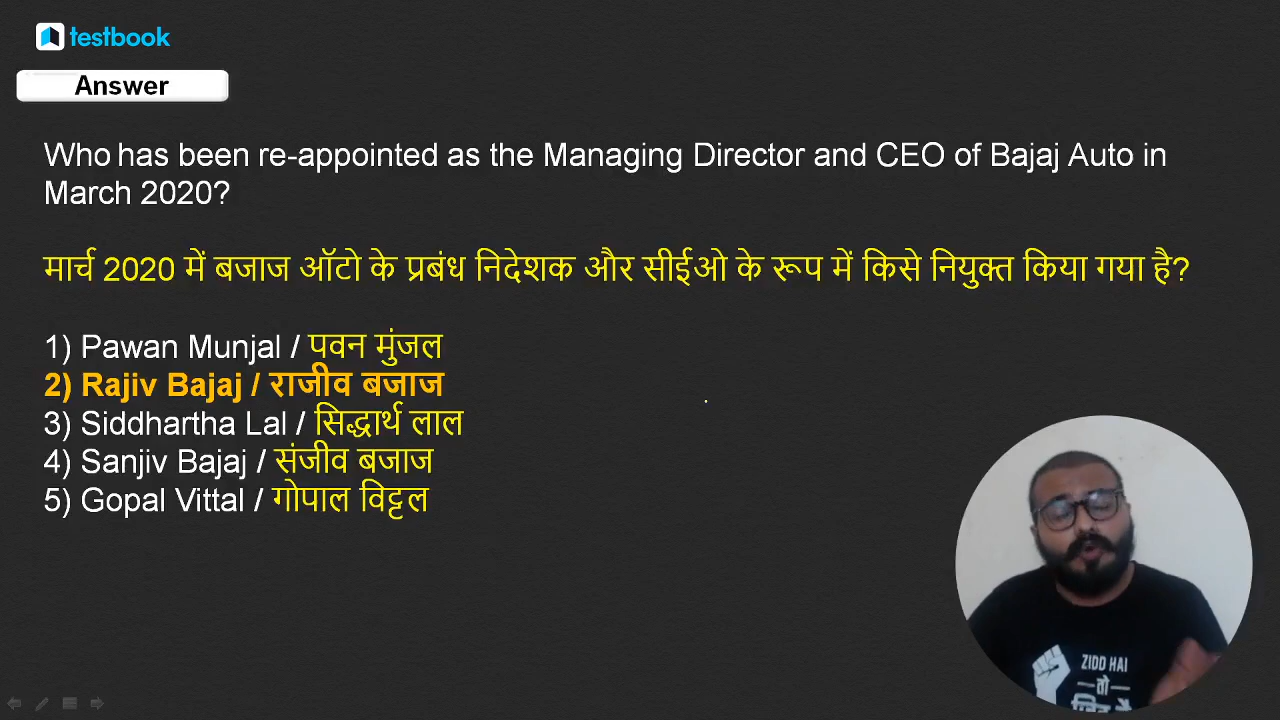 testbook
Answer
Who has been re-appointed as the Managing Director and CEO of Bajaj Auto in
March 2020?
मार्च 2020 में बजाज ऑटो के प्रबंध निदेशक और सीईओ के रूप में किसे नियुक्त किया गया है?
1) Pawan Munjal / पवन मुंजल
2) Rajiv Bajaj / राजीव बजाज
3) Siddhartha Lal / सिद्धार्थ लाल
4) Sanjiv Bajaj / संजीव बजाज
5) Gopal Vittal / गोपाल विट्टल
ZIDD HAI
तो